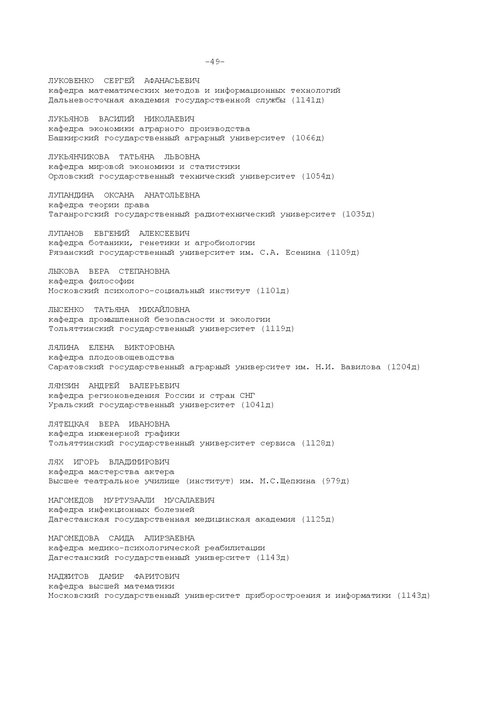 -49-
ЛУКОВЕНКО СЕРГЕЙ АФАНАСЬЕВИЧ
кафедра математических методов и информационных технологий
Дальневосточная академия государственной службы (1141д)
ЛУКЬЯНОВ ВАСИЛИЙ НИКОЛАЕВИЧ
кафедра экономики аграрного производства
Башкирский государственный аграрный университет (1066д)
ЛУКЬЯНЧИКОВА ТАТЬЯНА ЛЬВОВНА
кафедра мировой экономики и статистики
Орловский государственный технический университет (1054д)
ЛУПАНДИНА ОКСАНА АНАТОЛЬЕВНА
кафедра теории права
Таганрогский государственный радиотехнический университет (1035д)
ЛУПАНОВ ЕВГЕНИЙ АЛЕКСЕЕВИЧ
кафедра ботаники, генетики и агробиологии
Рязанский государственный университет им. С.А. Есенина (1109д)
ЛЫКОВА ВЕРА СТЕПАНОВНА
кафедра философии
Московский психолого-социальный институт (1101д)
ЛЫСЕНКО ТАТЬЯНА МИХАЙЛОВНА
кафедра промышленной безопасности и экологии
Тольяттинский государственный университет (1119д)
ЛЯЛИНА ЕЛЕНА ВИКТОРОВНА
кафедра плодоовощеводства
Саратовский государственный аграрный университет им. Н.И. Вавилова (1204д)
ЛЯМЗИН АНДРЕЙ ВАЛЕРЬЕВИЧ
кафедра регионоведения России и стран СНГ
Уральский государственный университет (1041д)
ЛЯТЕЦКАЯ ВЕРА ИВАНОВНА
кафедра инженерной графики
Тольяттинский государственный университет сервиса (1128д)
ЛЯХ ИГОРЬ ВЛАДИМИРОВИЧ
кафедра мастерства актера
Высшее театральное училище (институт) им. М.С.Щепкина (979д)
МАГОМЕДОВ МУРТУЗААЛИ МУСАЛАЕВИЧ
кафедра инфекционных болезней
Дагестанская государственная медицинская академия (1125д)
МАГОМЕДОВА САИДА АЛИРЗАЕВНА
кафедра медико-психологической реабилитации
Дагестанский государственный университет (1143д)
МАДЖИТОВ ДАМИР ФАРИТОВИЧ
кафедра высшей математики
Московский государственный университет приборостроения и информатики (1143д)